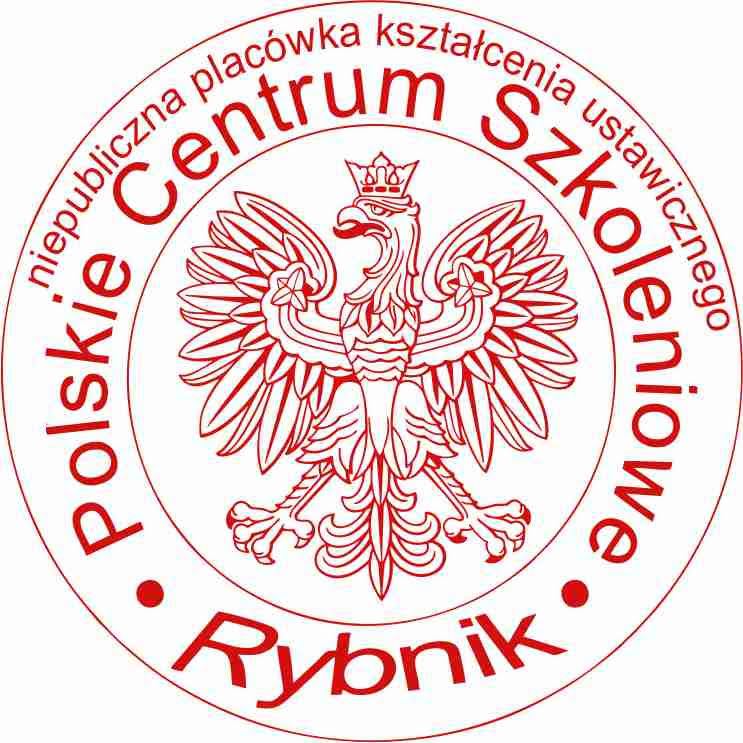 niepubliczna placówka kształcenia ustawicznego
Polskie Centrum Szkoleniowe
• Rybnik •